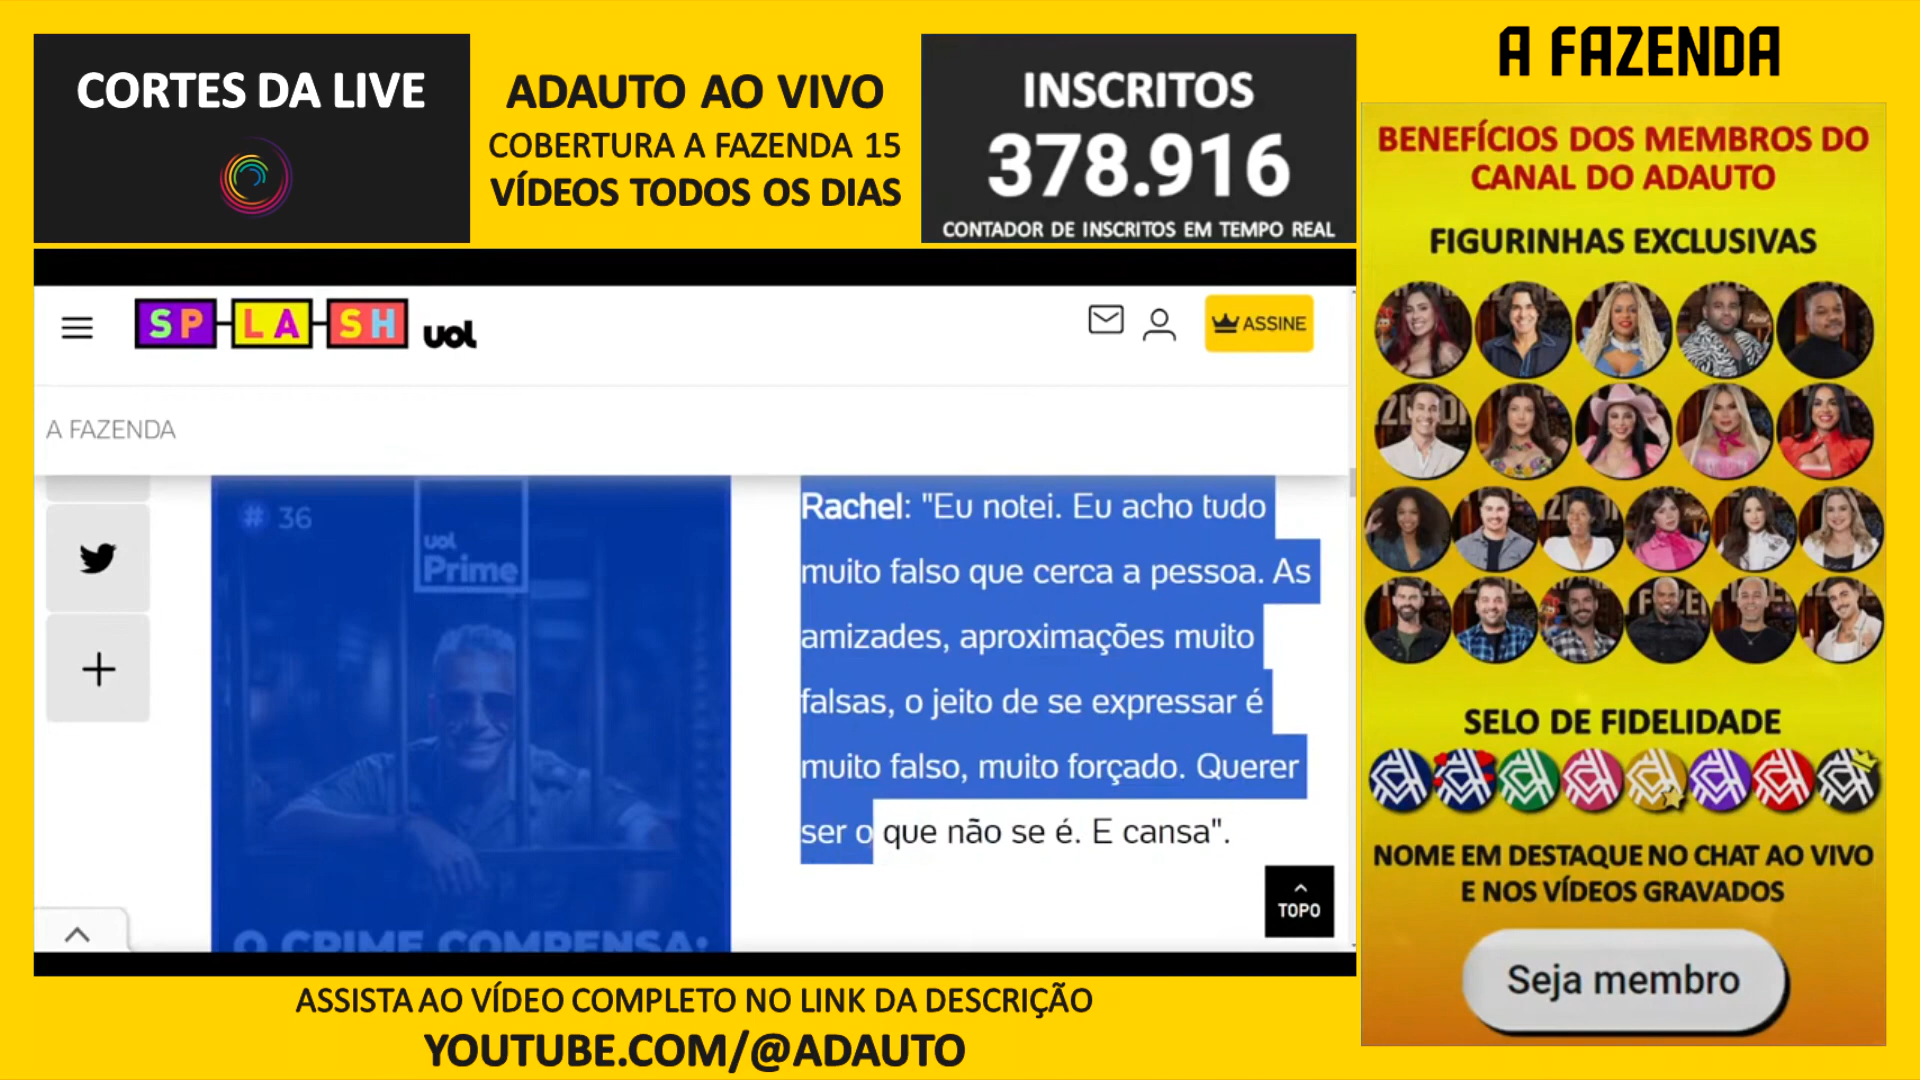 CORTES DA LIVE
ADAUTO AO VIVO
COBERTURA A FAZENDA 15
VÍDEOS TODOS OS DIAS
INSCRITOS
378.916
CONTADOR DE INSCRITOS EM TEMPO REAL
A FAZENDA
BENEFÍCIOS DOS MEMBROS DO
CANAL DO ADAUTO
FIGURINHAS EXCLUSIVAS
SELO DE FIDELIDADE
NOME EM DESTAQUE NO CHAT AO VIVO
E NOS VÍDEOS GRAVADOS
Seja membro
SPLASH uol
ASSINE
A FAZENDA
# 36
uol
Prime
O CRIME COMPENSA:
Rachel: "Eu notei. Eu acho tudo
muito falso que cerca a pessoa. As
amizades, aproximações muito
falsas, o jeito de se expressar é
muito falso, muito forçado. Querer
ser o que não se é. E cansa".
TOPO
ASSISTA AO VÍDEO COMPLETO NO LINK DA DESCRIÇÃO
YOUTUBE.COM/@ADAUTO